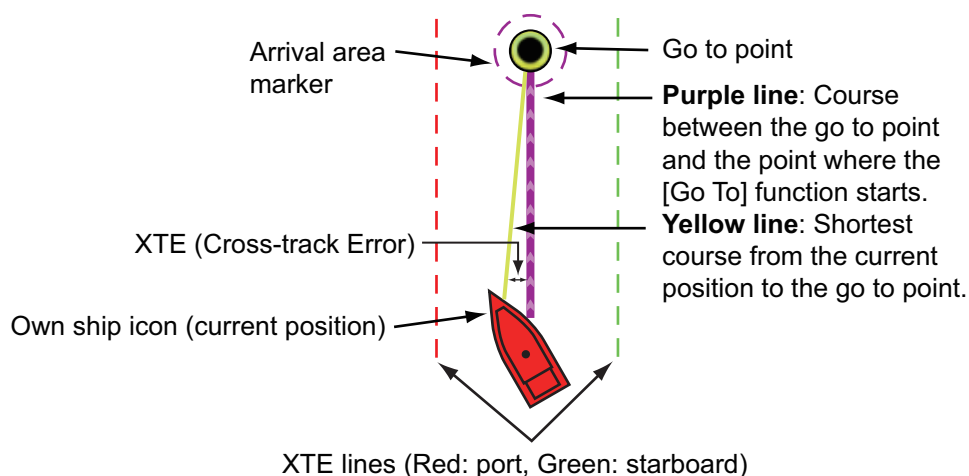 Arrival area
marker
Go to point
Purple line: Course
between the go to point
and the point where the
[Go To] function starts.
Yellow line: Shortest
course from the current
position to the go to point.
XTE (Cross-track Error)
Own ship icon (current position)
XTE lines (Red: port, Green: starboard)